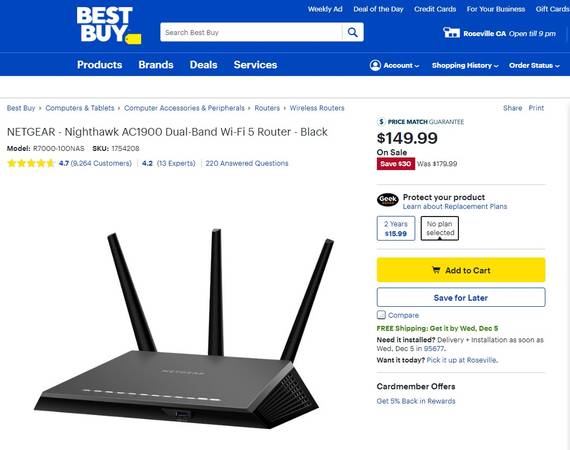 BEST
BUY
Weekly Ad Deal of the Day Credit Cards For Your Business Gift Cards
Search Best Buy
Roseville CA Open till 9 pm
Products Brands Deals Services
Account Shopping History Order Status
Best Buy › Computers & Tablets › Computer Accessories & Peripherals › Routers › Wireless Routers
Share Print
NETGEAR - Nighthawk AC1900 Dual-Band Wi-Fi 5 Router - Black
Model: R7000-100NAS SKU: 1754208
4.7 (9,264 Customers) 4.2 (13 Experts) 220 Answered Questions
$ PRICE MATCH GUARANTEE
$149.99
On Sale
Save $30 Was $179.99
Geek
Protect your product
Learn about Replacement Plans
2 Years
$15.99
No plan
selected
Add to Cart
Save for Later
Compare
FREE Shipping: Get it by Wed, Dec 5
Need it installed? Delivery + Installation as soon as
Wed, Dec 5 in 95677.
Want it today? Pick it up at Roseville.
Cardmember Offers
Get 5% Back in Rewards
NETGEAR